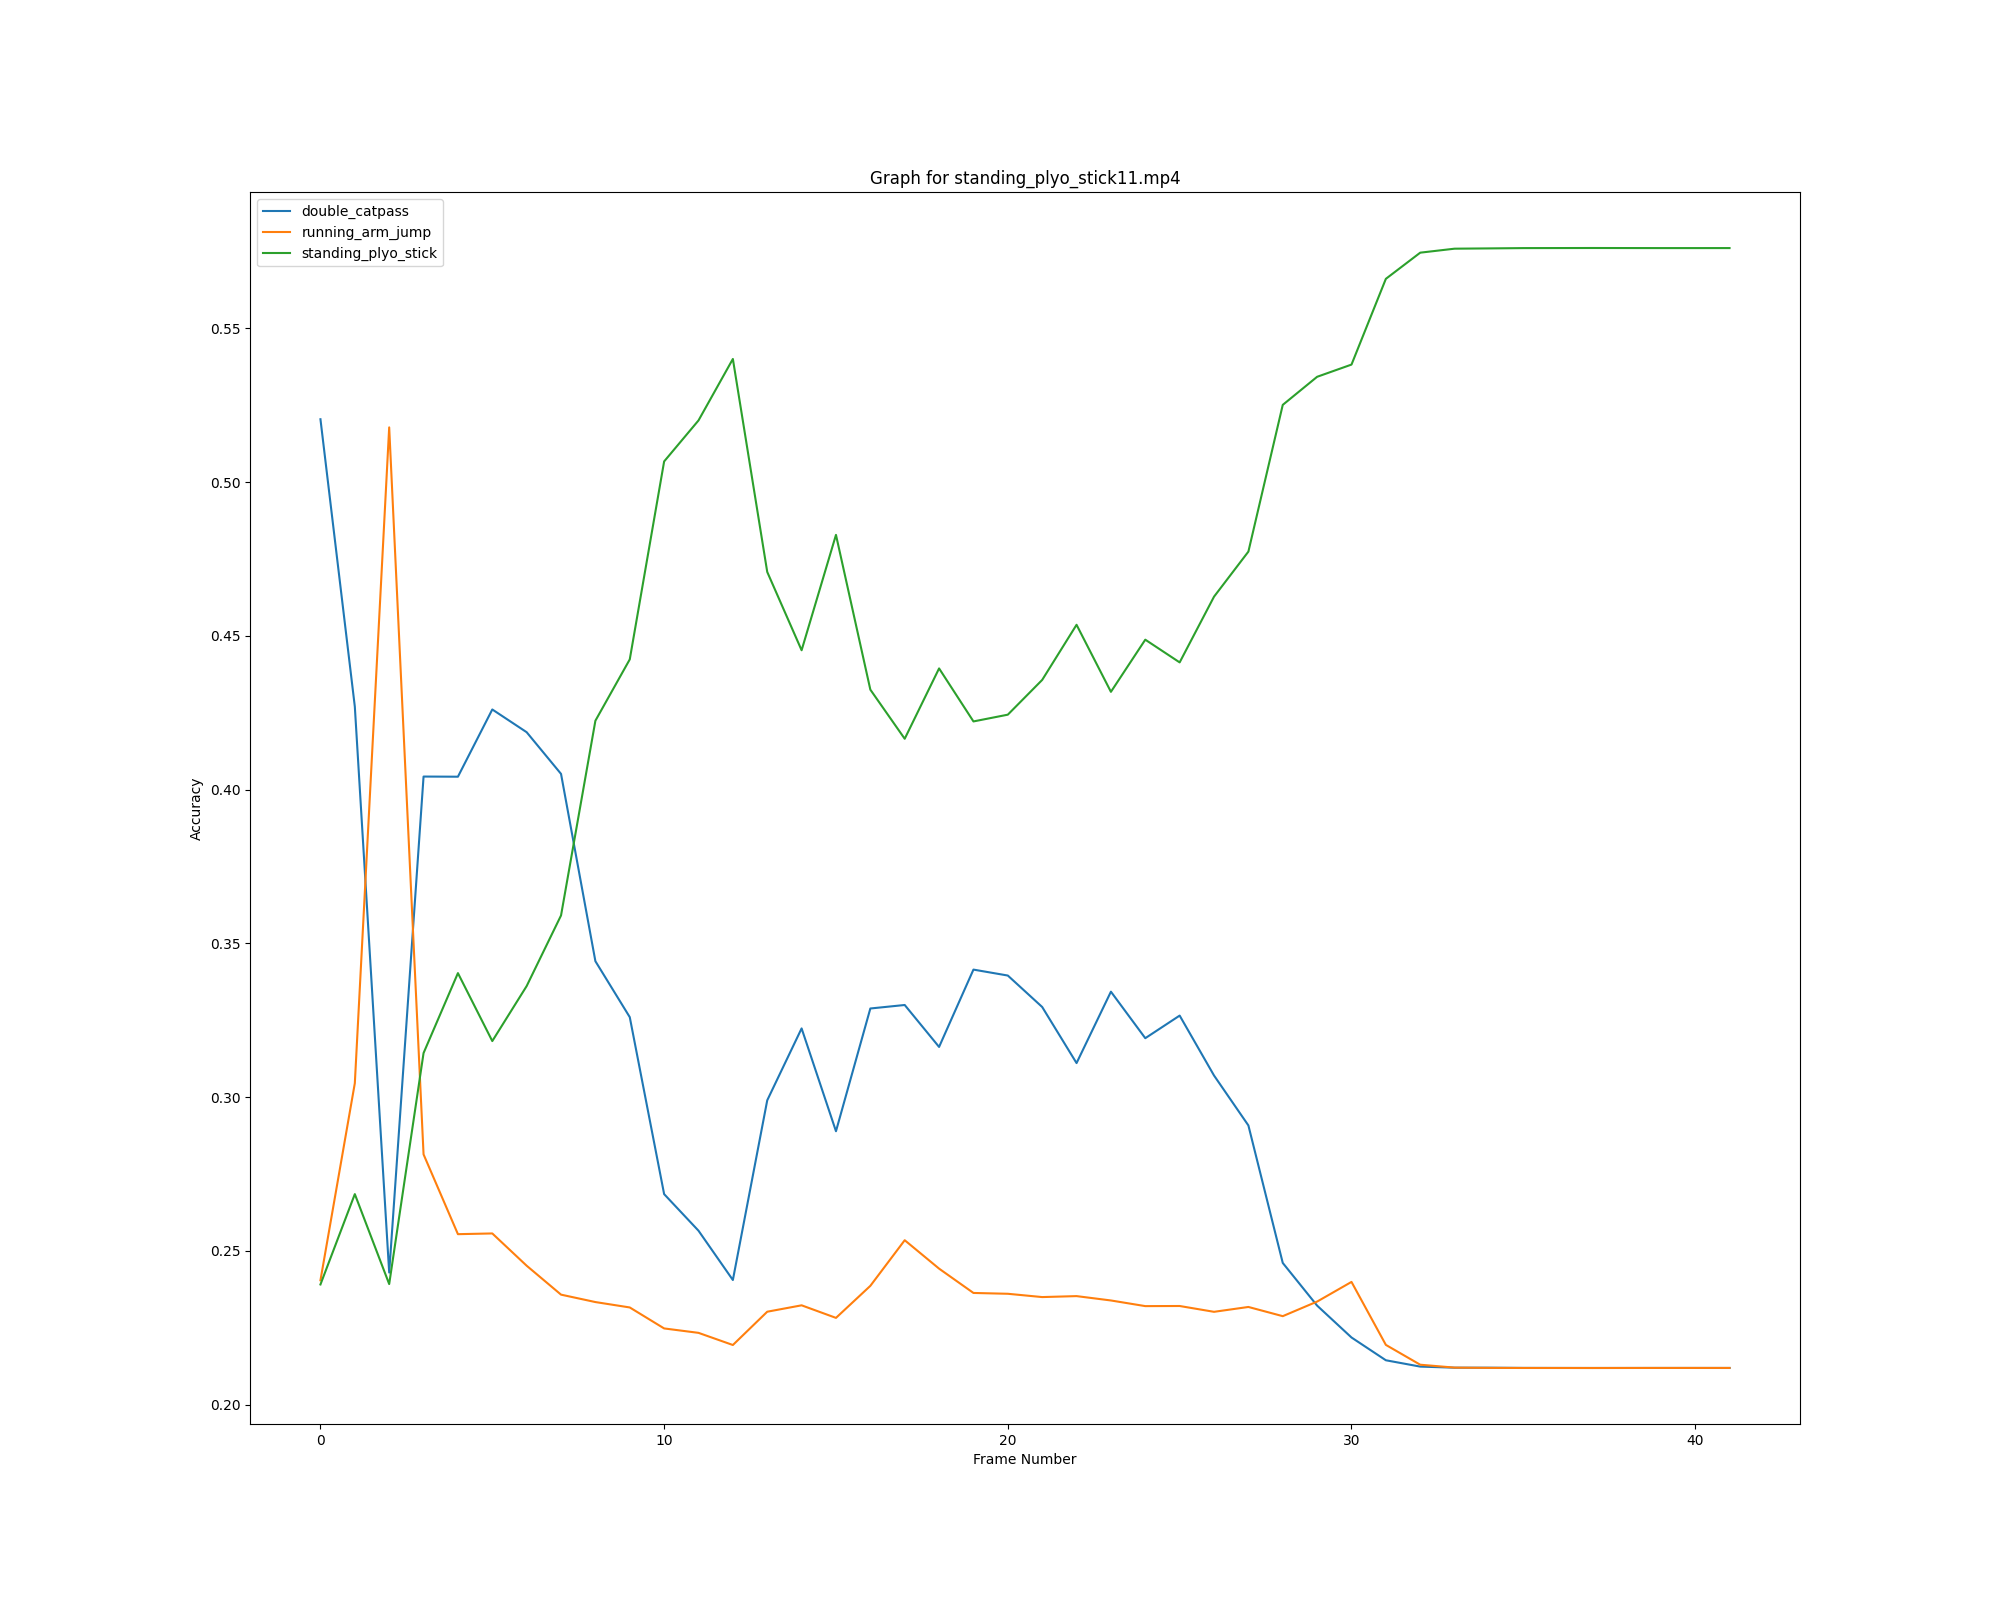 Graph for standing_plyo_stick11.mp4
double_catpass
running_arm_jump
standing_plyo_stick
Accuracy
0.55
0.50
0.45
0.40
0.35
0.30
0.25
0.20
0 10 20 30 40
Frame Number